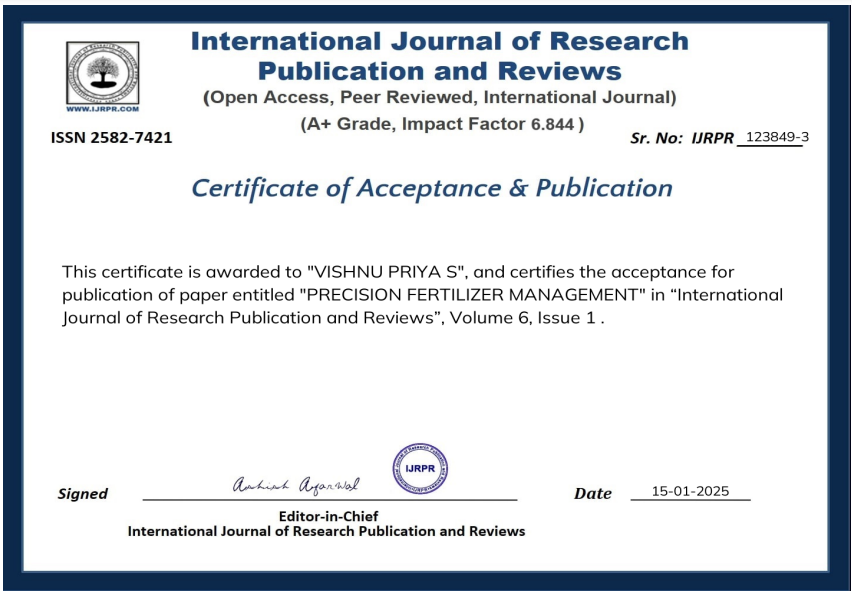 International Journal of Research
Publication and Reviews
(Open Access, Peer Reviewed, International Journal)
(A+ Grade, Impact Factor 6.844 )
WWW.IJRPR.COM
ISSN 2582-7421
Sr. No: IJRPR 123849-3
Certificate of Acceptance & Publication
This certificate is awarded to "VISHNU PRIYA S", and certifies the acceptance for
publication of paper entitled "PRECISION FERTILIZER MANAGEMENT" in “International
Journal of Research Publication and Reviews”, Volume 6, Issue 1 .
IJRPR
Signed
Ashish Agarwal
Date 15-01-2025
Editor-in-Chief
International Journal of Research Publication and Reviews